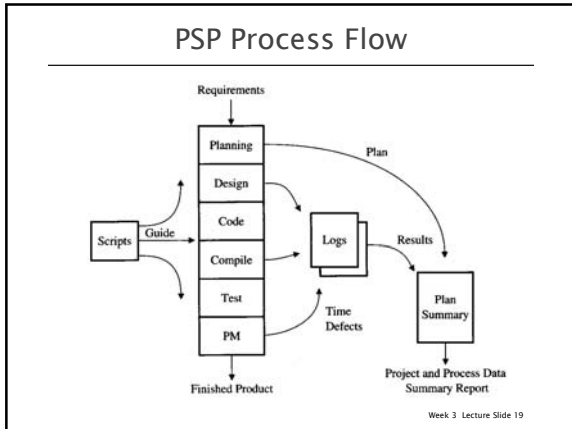 PSP Process Flow
Requirements
Planning
Plan
Design
Scripts
Guide
Code
Logs
Results
Compile
Test
Time
Defects
Plan
Summary
PM
Finished Product
Project and Process Data
Summary Report
Week 3 Lecture Slide 19